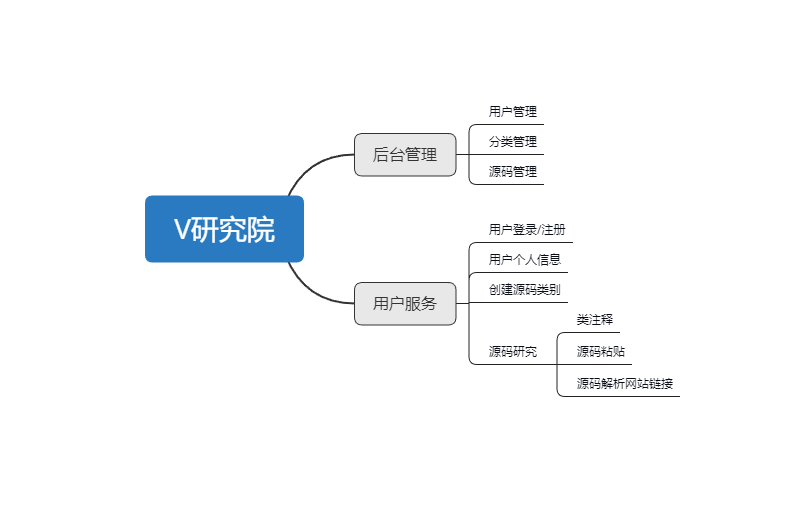 V研究院
后台管理
用户管理
分类管理
源码管理
用户服务
用户登录/注册
用户个人信息
创建源码类别
源码研究
类注释
源码粘贴
源码解析网站链接